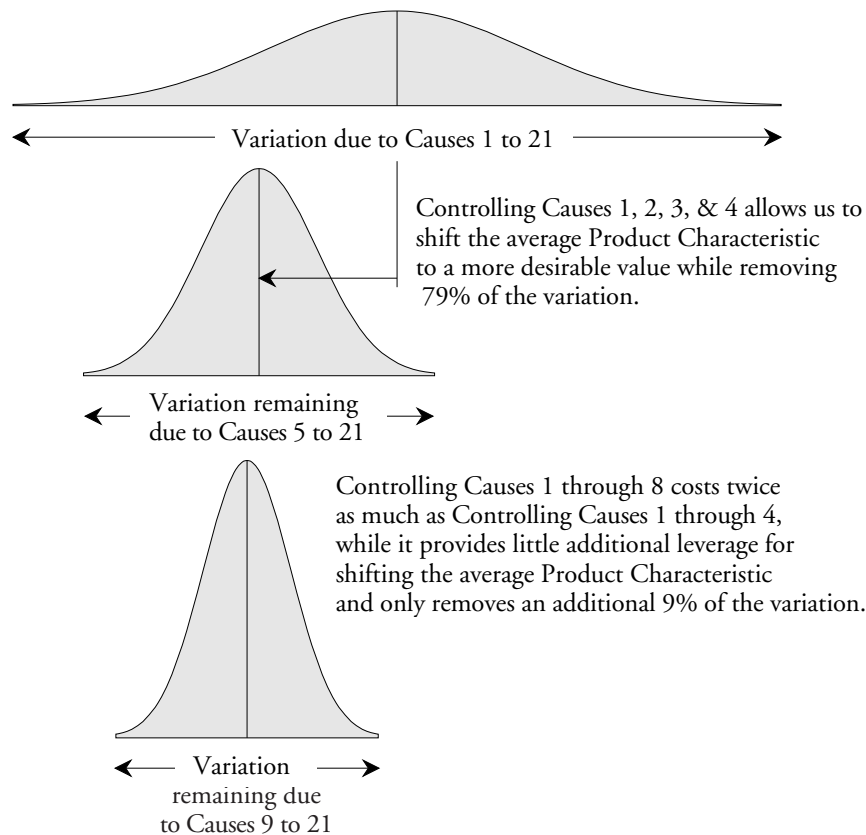 Variation due to Causes 1 to 21
Controlling Causes 1, 2, 3, & 4 allows us to
shift the average Product Characteristic
to a more desirable value while removing
79% of the variation.
Variation remaining
due to Causes 5 to 21
Controlling Causes 1 through 8 costs twice
as much as Controlling Causes 1 through 4,
while it provides little additional leverage for
shifting the average Product Characteristic
and only removes an additional 9% of the variation.
Variation
remaining due
to Causes 9 to 21